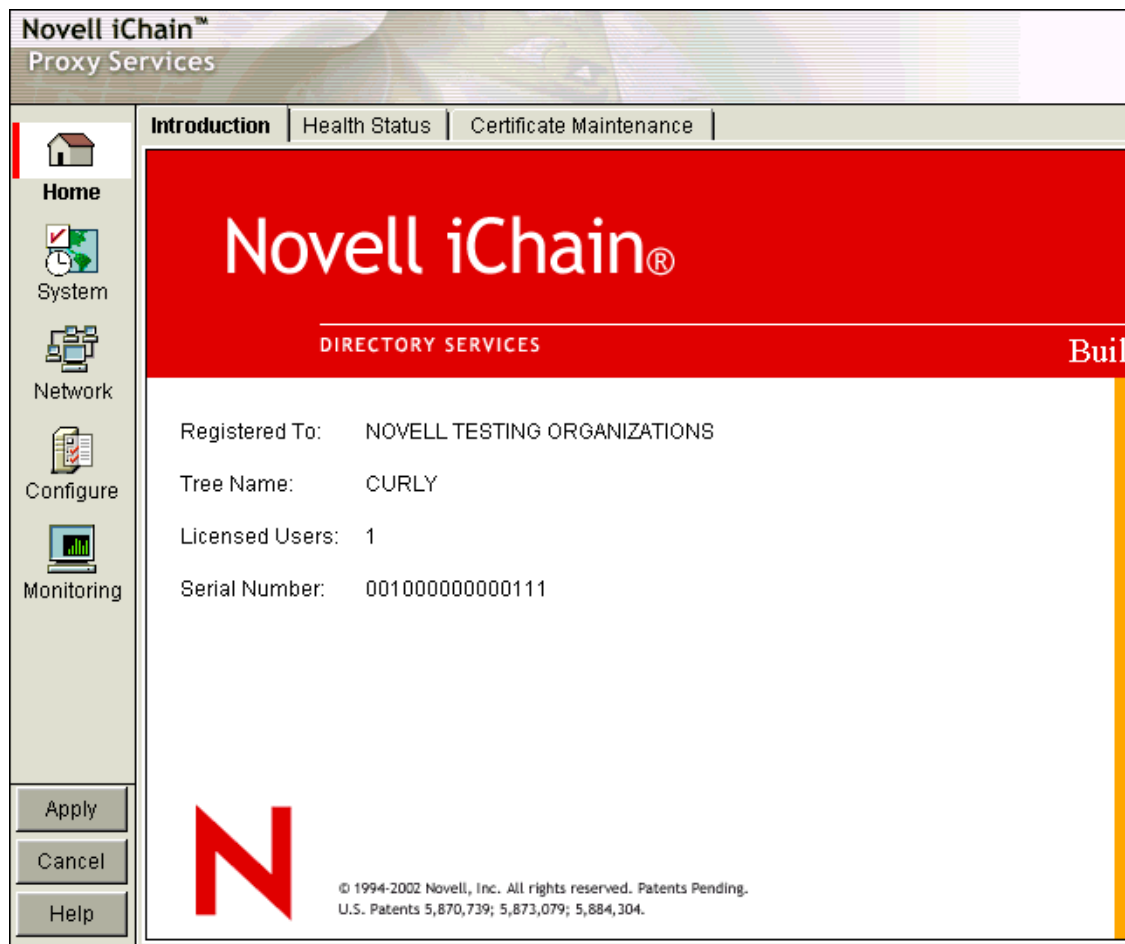 Novell iChain™
Proxy Services
Introduction Health Status Certificate Maintenance
Home
System
Network
Configure
Monitoring
Apply
Cancel
Help
Novell iChain®
DIRECTORY SERVICES
Buil
Registered To: NOVELL TESTING ORGANIZATIONS
Tree Name: CURLY
Licensed Users: 1
Serial Number: 001000000000111
N
© 1994-2002 Novell, Inc. All rights reserved. Patents Pending.
U.S. Patents 5,870,739; 5,873,079; 5,884,304.